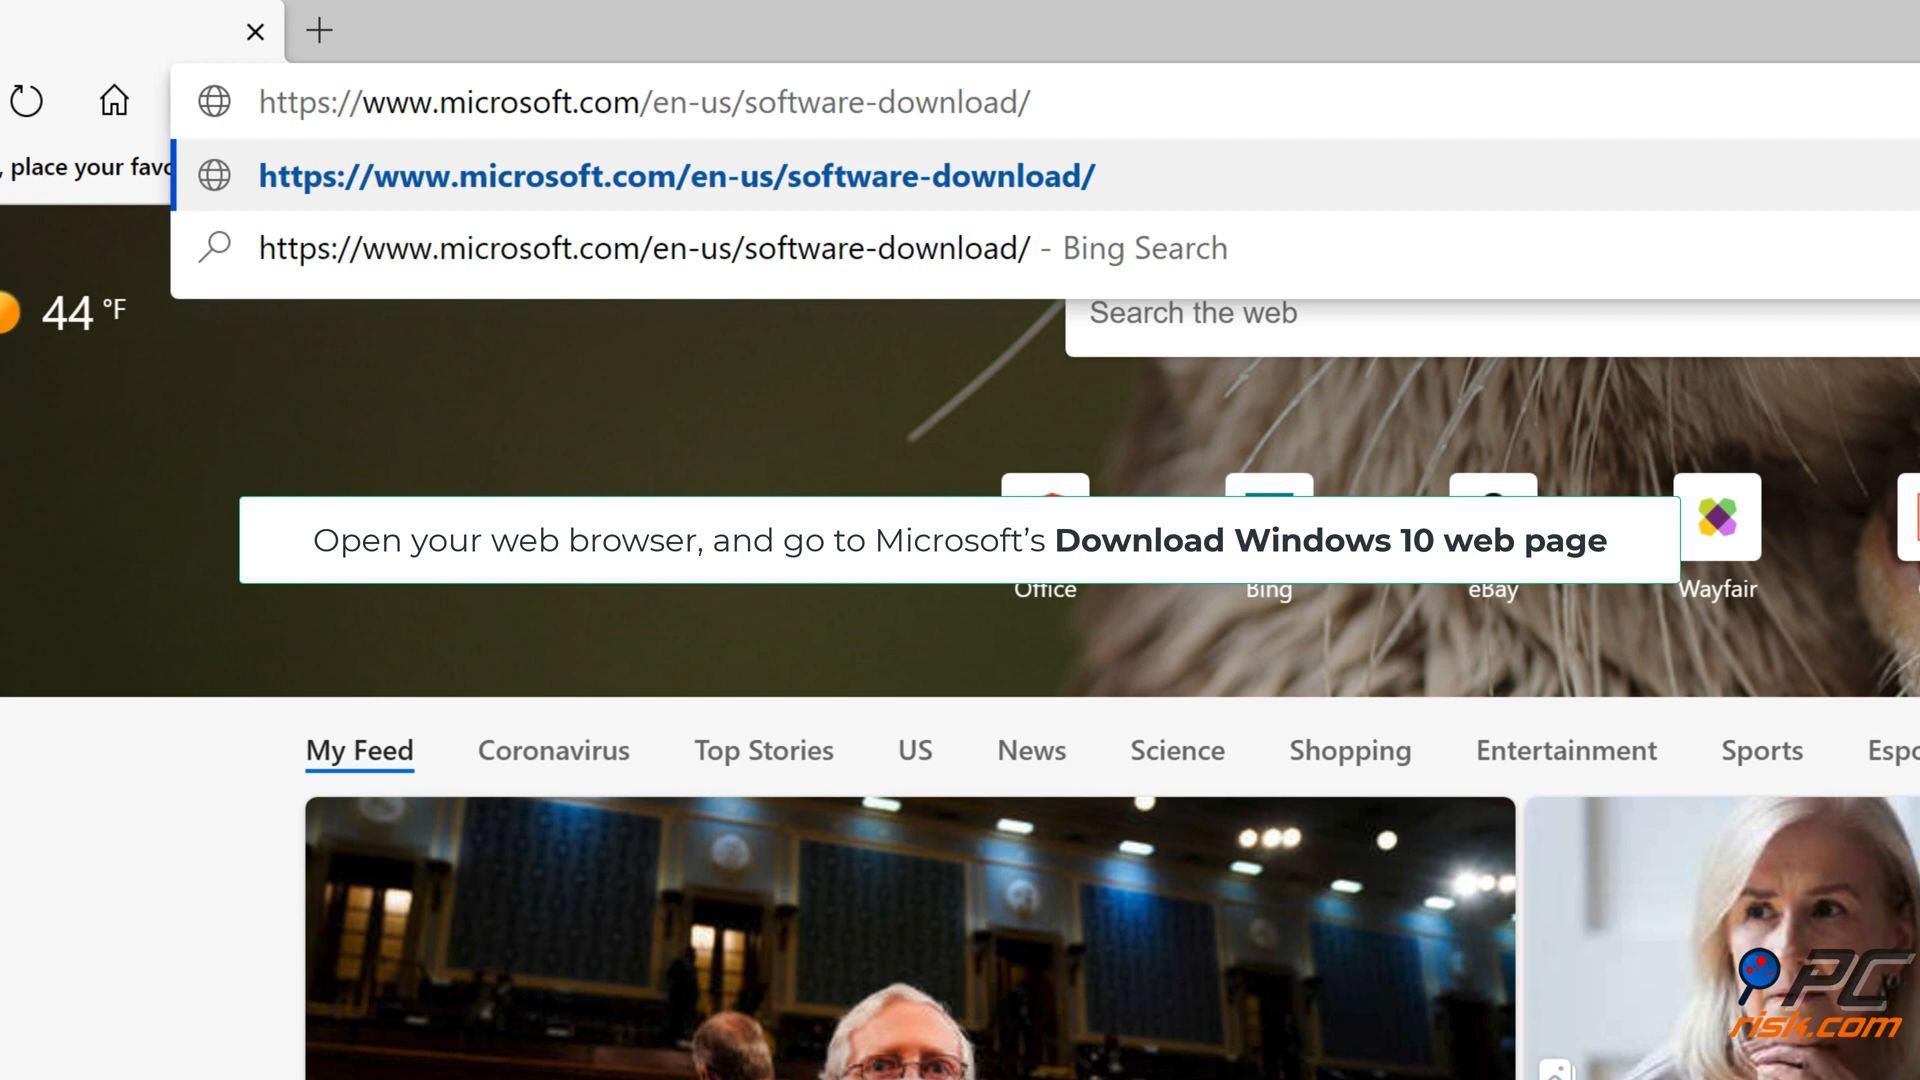 https://www.microsoft.com/en-us/software-download/
, place your favo
https://www.microsoft.com/en-us/software-download/
https://www.microsoft.com/en-us/software-download/ - Bing Search
44 °F
Search the web
Open your web browser, and go to Microsoft’s Download Windows 10 web page
Office Bing eBay Wayfair
My Feed Coronavirus Top Stories US News Science Shopping Entertainment Sports Espo
PC
risk.com